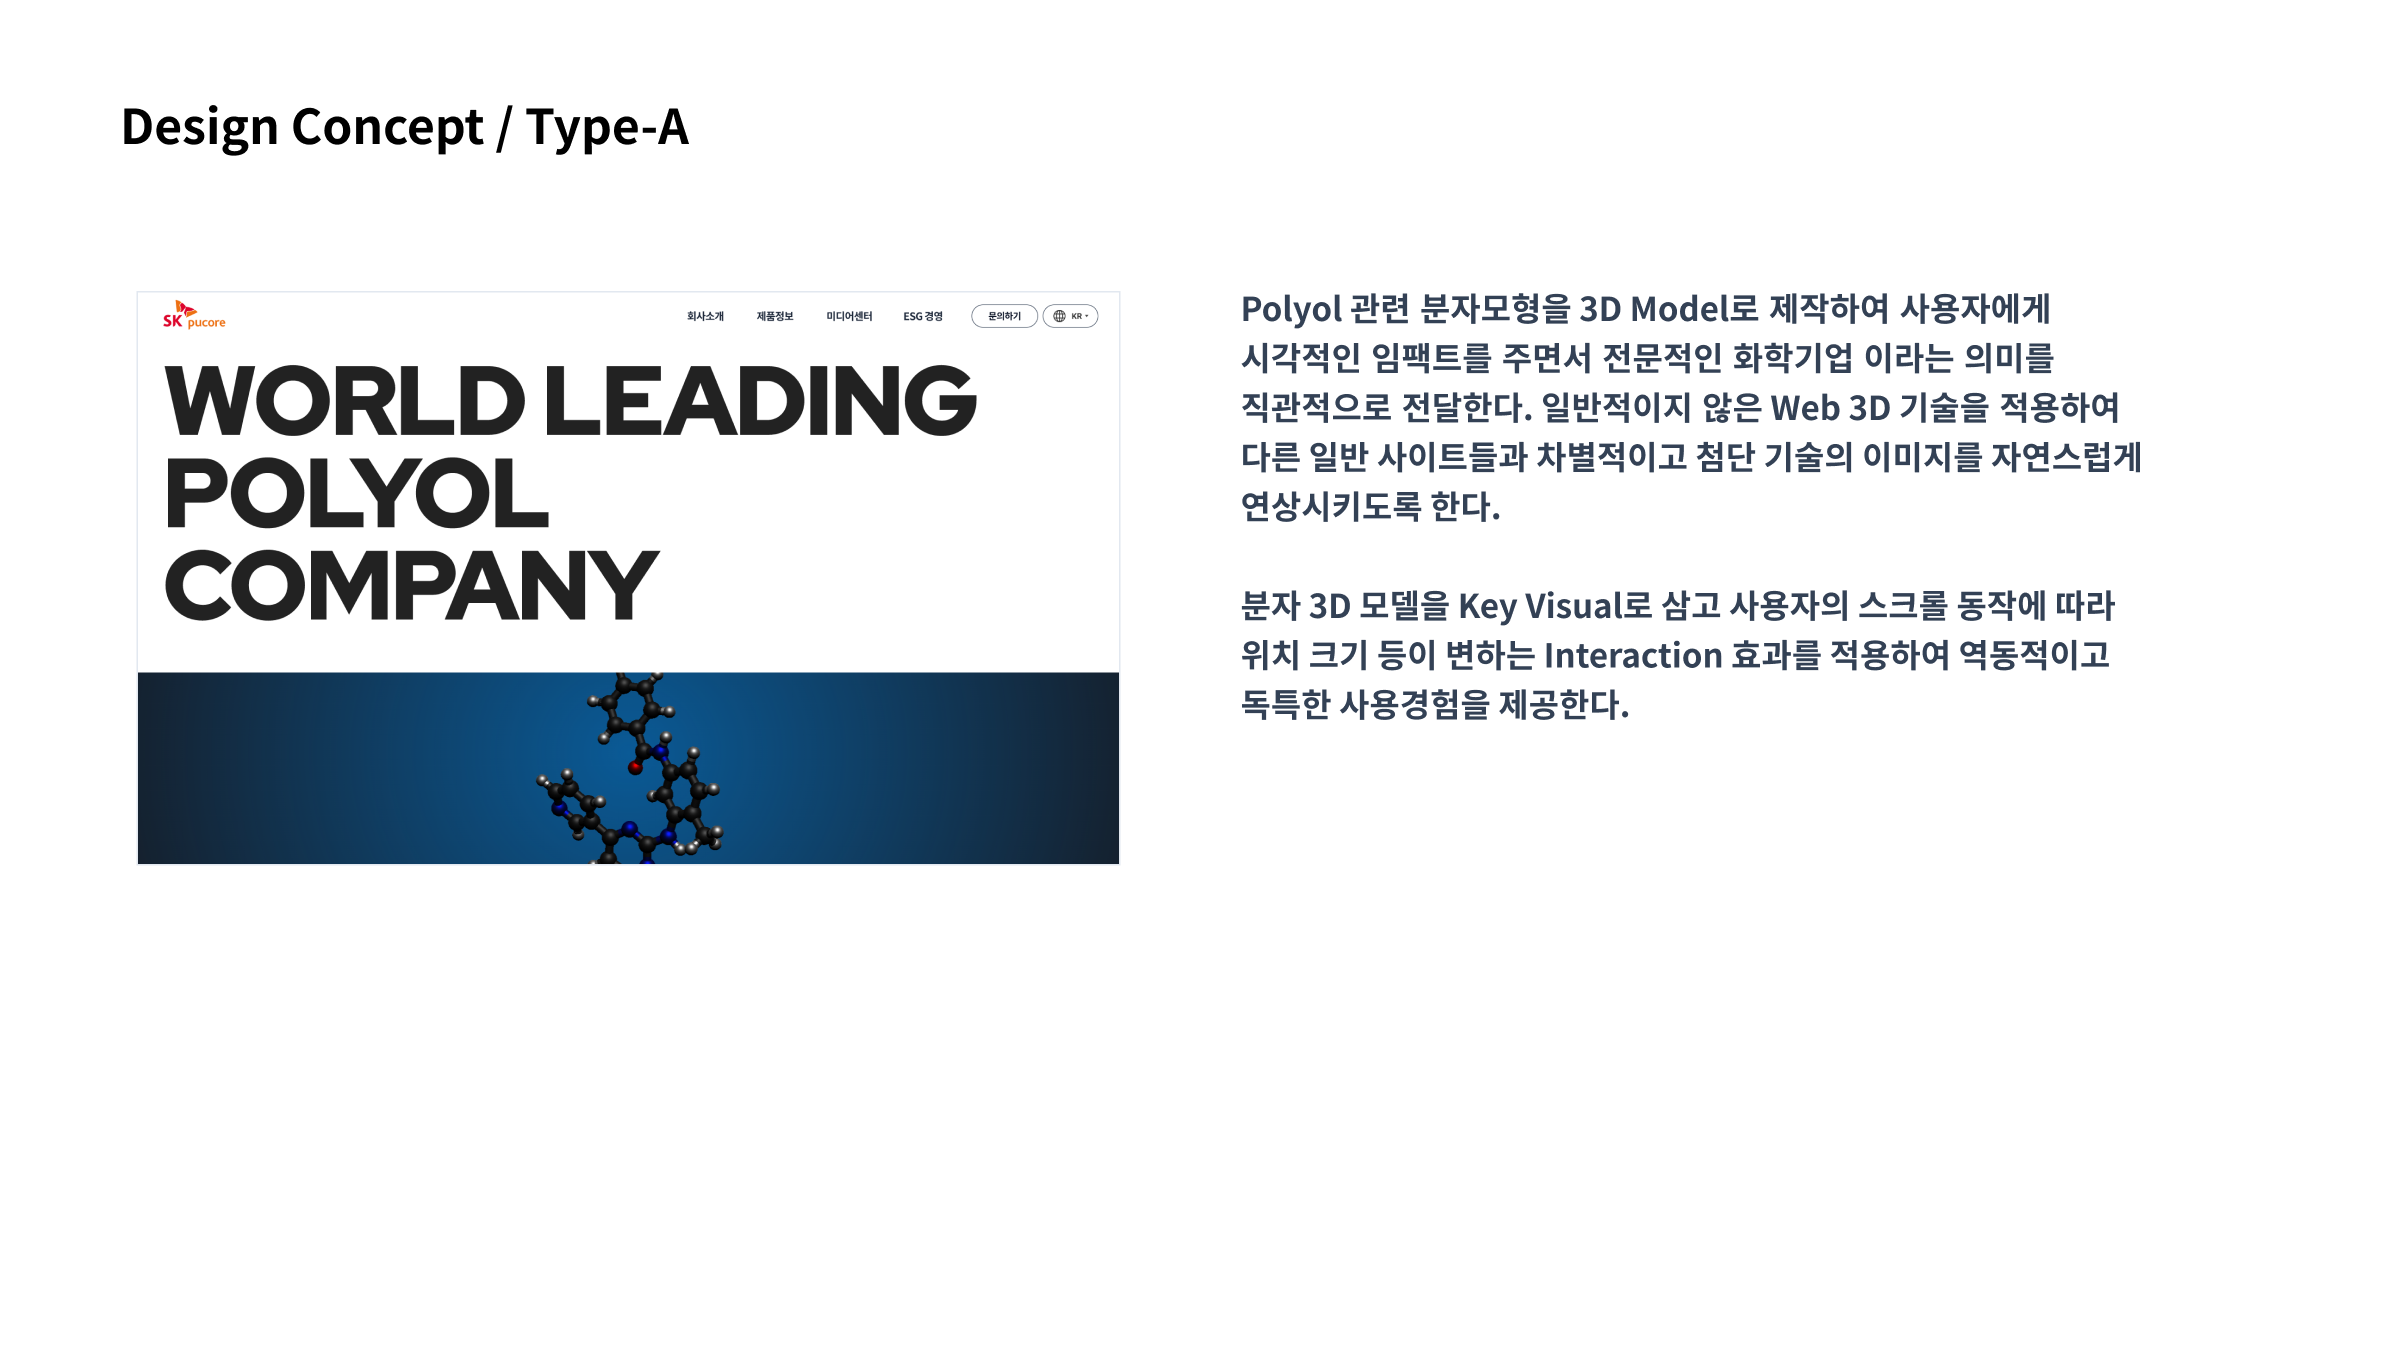 Design Concept / Type-A
SK pucore
회사소개 제품정보 미디어센터 ESG 경영 문의하기 KR
WORLD LEADING
POLYOL
COMPANY
Polyol 관련 분자모형을 3D Model로 제작하여 사용자에게
시각적인 임팩트를 주면서 전문적인 화학기업 이라는 의미를
직관적으로 전달한다. 일반적이지 않은 Web 3D 기술을 적용하여
다른 일반 사이트들과 차별적이고 첨단 기술의 이미지를 자연스럽게
연상시키도록 한다.
분자 3D 모델을 Key Visual로 삼고 사용자의 스크롤 동작에 따라
위치 크기 등이 변하는 Interaction 효과를 적용하여 역동적이고
독특한 사용경험을 제공한다.